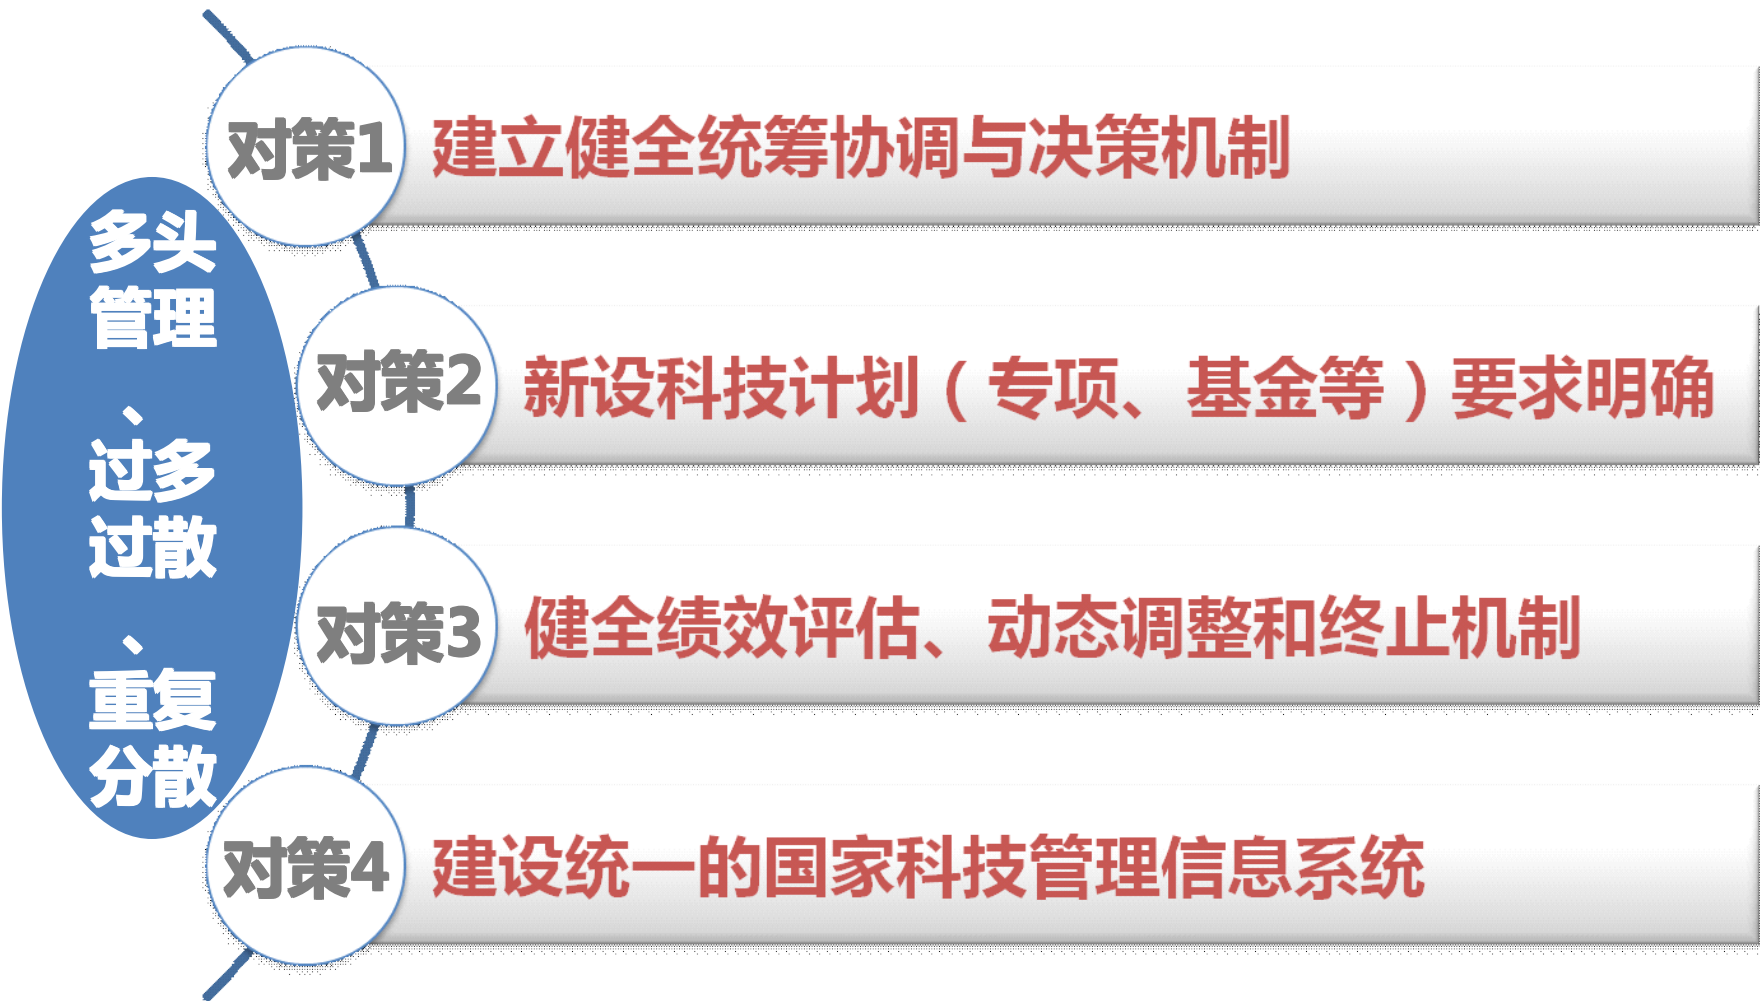 多头
管理
、
过多
过散
、
重复
分散
对策1
建立健全统筹协调与决策机制
对策2
新设科技计划（专项、基金等）要求明确
对策3
健全绩效评估、动态调整和终止机制
对策4
建设统一的国家科技管理信息系统